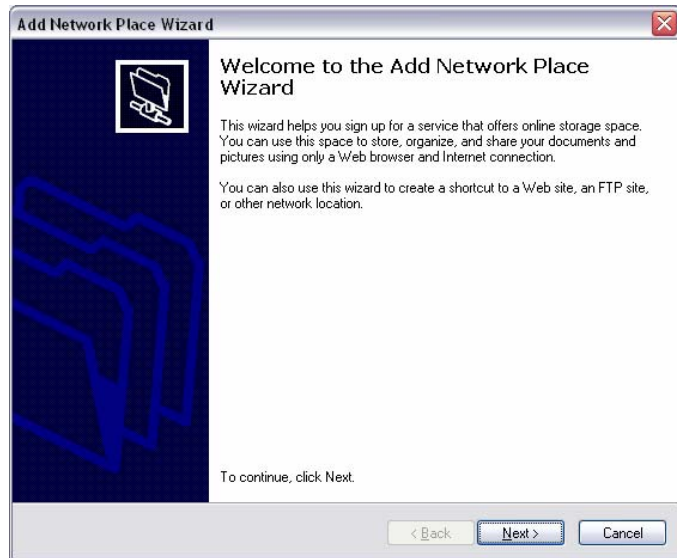 Add Network Place Wizard
Welcome to the Add Network Place
Wizard
This wizard helps you sign up for a service that offers online storage space.
You can use this space to store, organize, and share your documents and
pictures using only a Web browser and Internet connection.
You can also use this wizard to create a shortcut to a Web site, an FTP site,
or other network location.
To continue, click Next.
< Back
Next >
Cancel